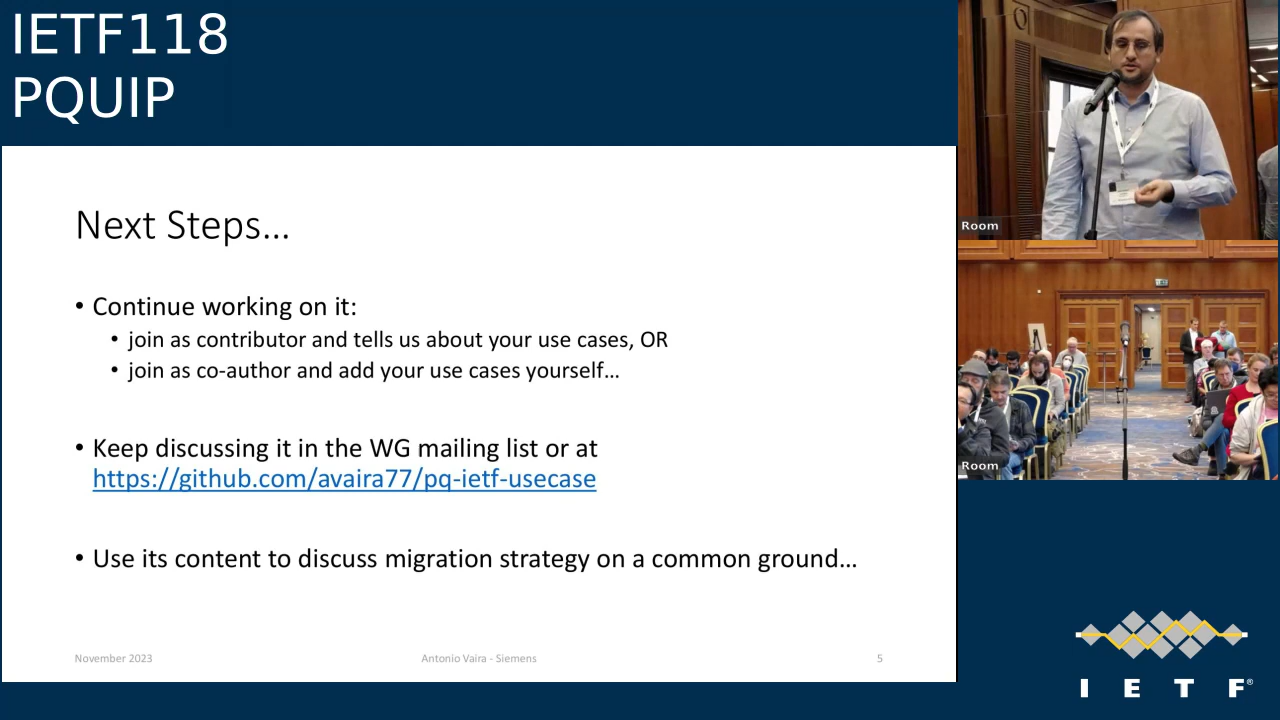 IETF118
PQUIP
Next Steps…
• Continue working on it:
• join as contributor and tells us about your use cases, OR
• join as co-author and add your use cases yourself…
• Keep discussing it in the WG mailing list or at
https://github.com/avaira77/pq-ietf-usecase
• Use its content to discuss migration strategy on a common ground…
November 2023
Antonio Vaira - Siemens
5
Room
Room
I E T F®